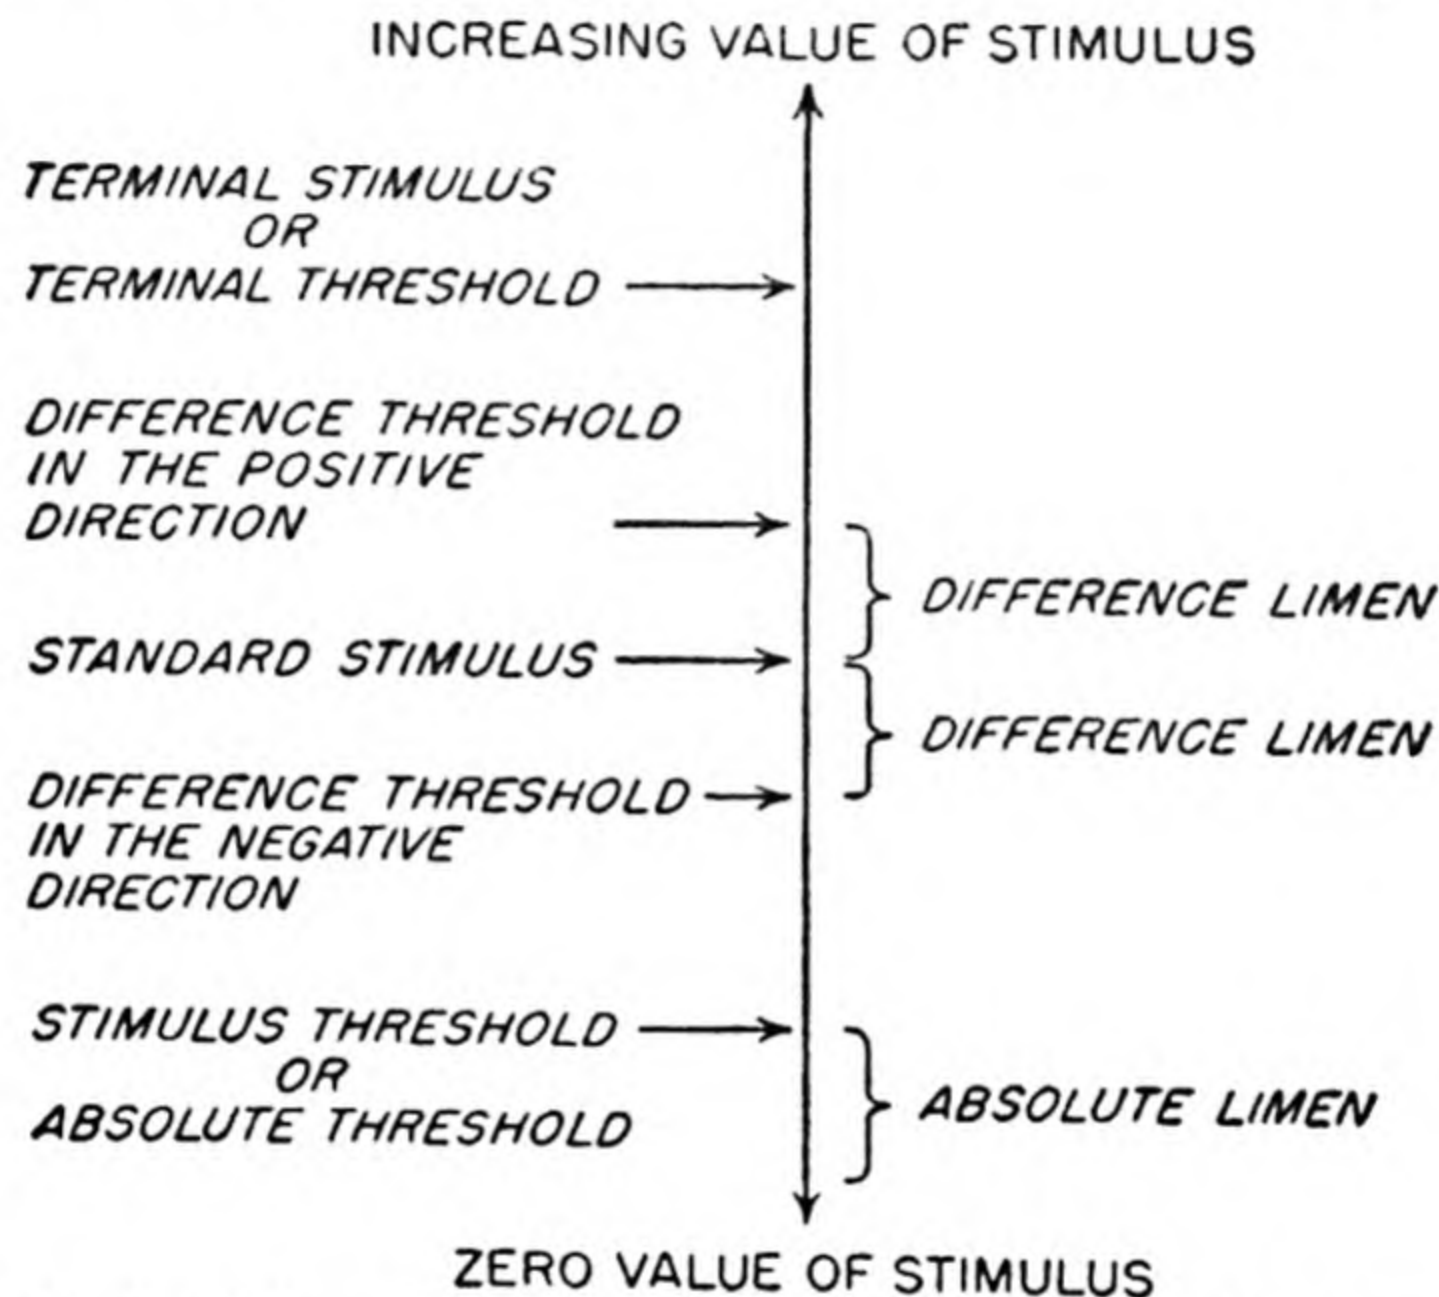 INCREASING VALUE OF STIMULUS
TERMINAL STIMULUS
OR
TERMINAL THRESHOLD
DIFFERENCE THRESHOLD
IN THE POSITIVE
DIRECTION
DIFFERENCE LIMEN
STANDARD STIMULUS
DIFFERENCE LIMEN
DIFFERENCE THRESHOLD
IN THE NEGATIVE
DIRECTION
STIMULUS THRESHOLD
OR
ABSOLUTE THRESHOLD
ABSOLUTE LIMEN
ZERO VALUE OF STIMULUS